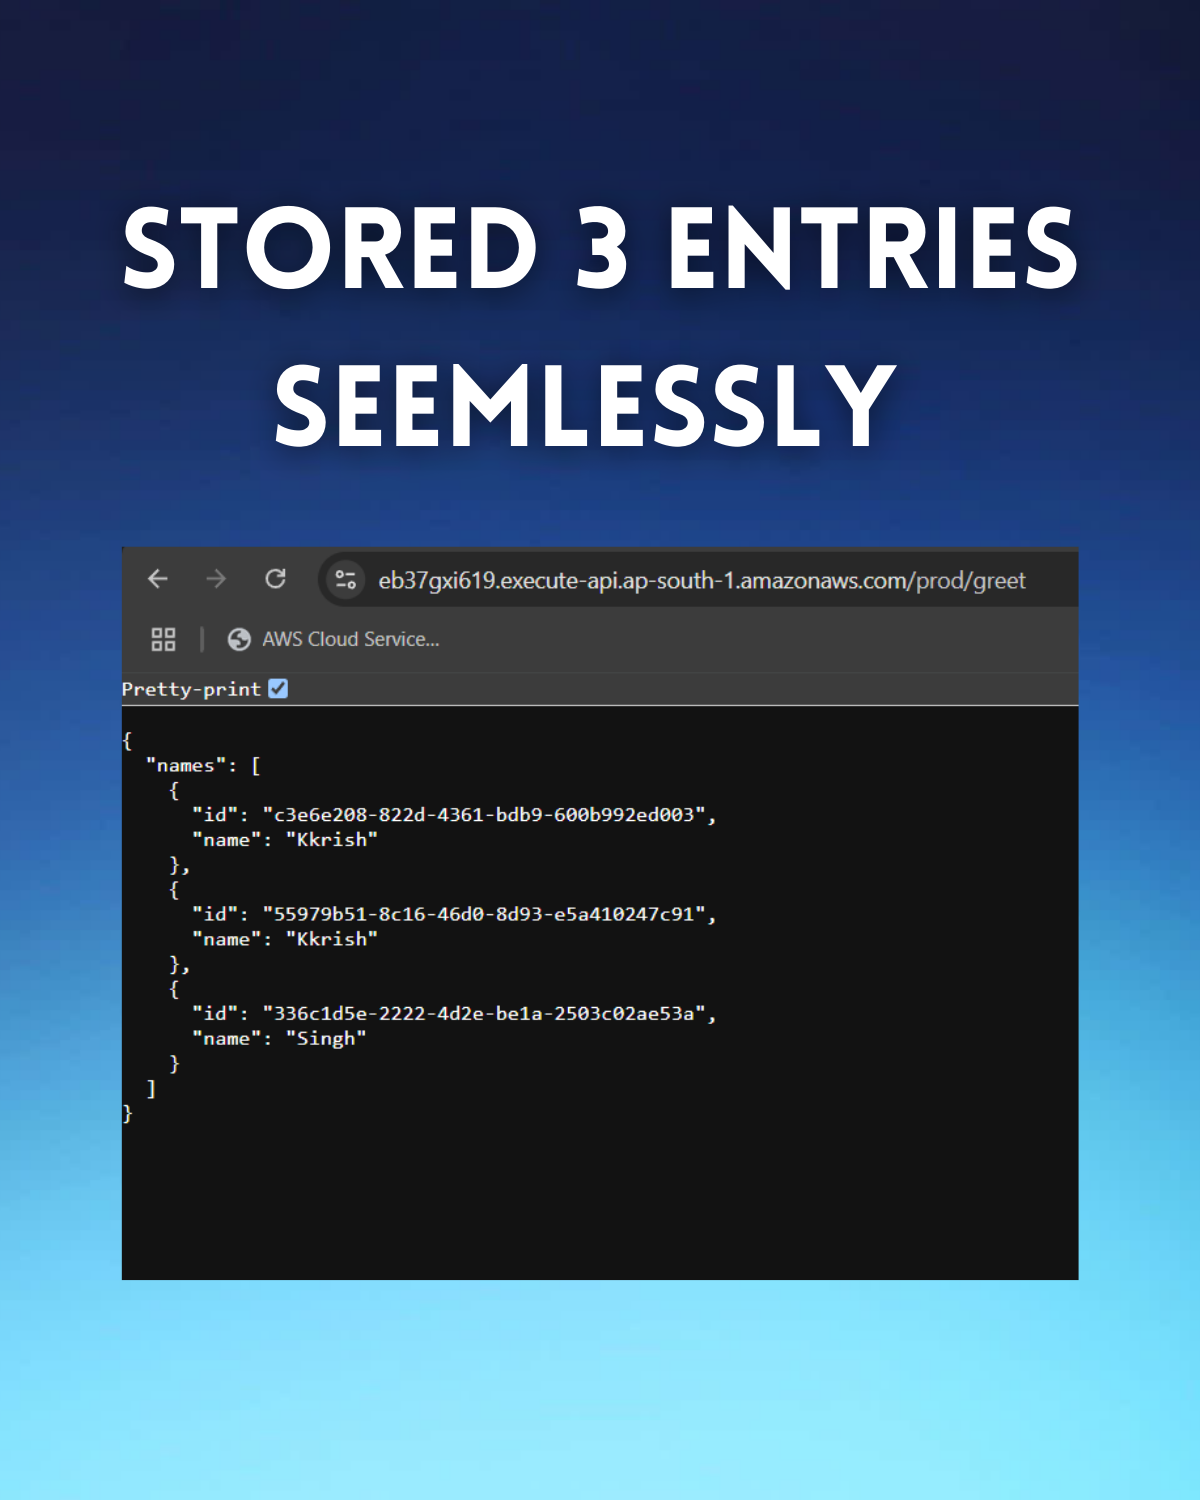 STORED 3 ENTRIES
SEEMLESSLY
eb37gxi619.execute-api.ap-south-1.amazonaws.com/prod/greet
AWS Cloud Service...
Pretty-print
{
  "names": [
    {
      "id": "c3e6e208-822d-4361-bdb9-600b992ed003",
      "name": "Kkrish"
    },
    {
      "id": "55979b51-8c16-46d0-8d93-e5a410247c91",
      "name": "Kkrish"
    },
    {
      "id": "336c1d5e-2222-4d2e-be1a-2503c02ae53a",
      "name": "Singh"
    }
  ]
}